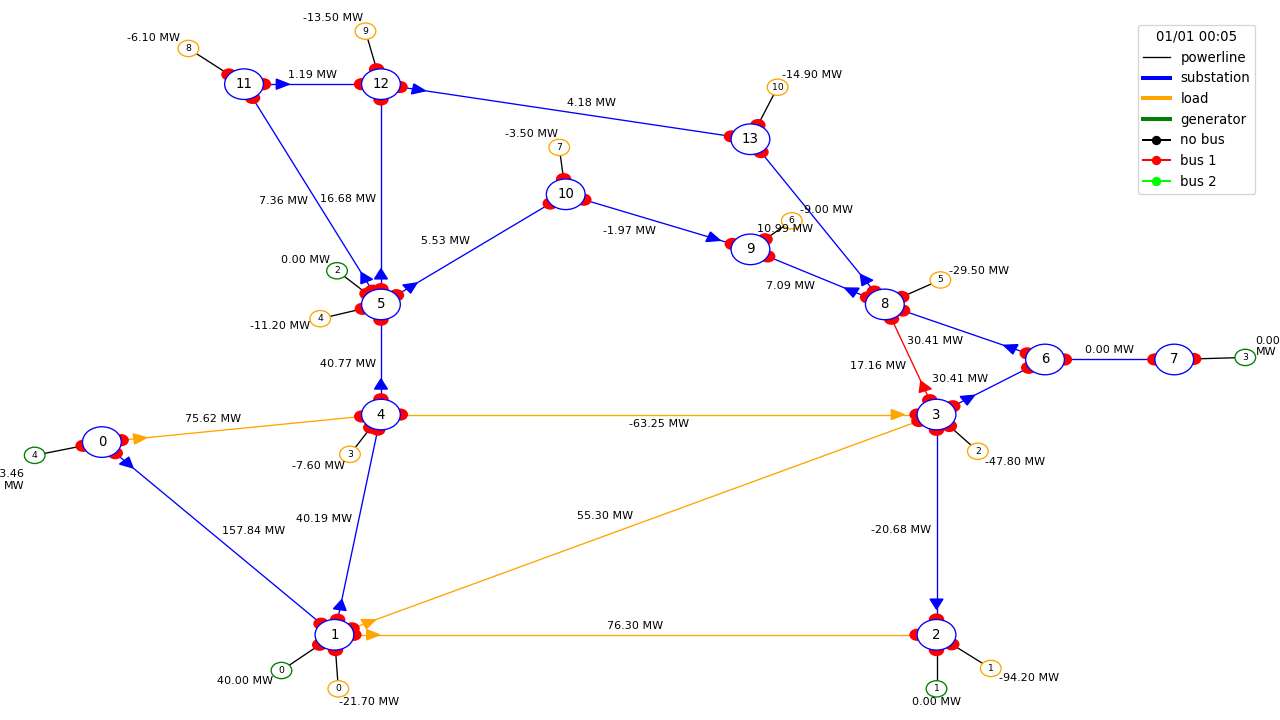 01/01 00:05
powerline
substation
load
generator
no bus
bus 1
bus 2
-13.50 MW
9
-6.10 MW
8
11
1.19 MW
12
4.18 MW
-14.90 MW
10
13
-3.50 MW
7
10
7.36 MW
16.68 MW
5.53 MW
-1.97 MW
-9.00 MW
6
10.99 MW
9
7.09 MW
0.00 MW
2
5
-11.20 MW
4
-29.50 MW
5
8
30.41 MW
17.16 MW
30.41 MW
6
0.00 MW
7
3
0.00
MW
40.77 MW
75.62 MW
4
-63.25 MW
3
-7.60 MW
3
2
-47.80 MW
0
4
3.46
MW
157.84 MW
40.19 MW
55.30 MW
-20.68 MW
1
76.30 MW
2
0
40.00 MW
0
-21.70 MW
1
0.00 MW
1
-94.20 MW